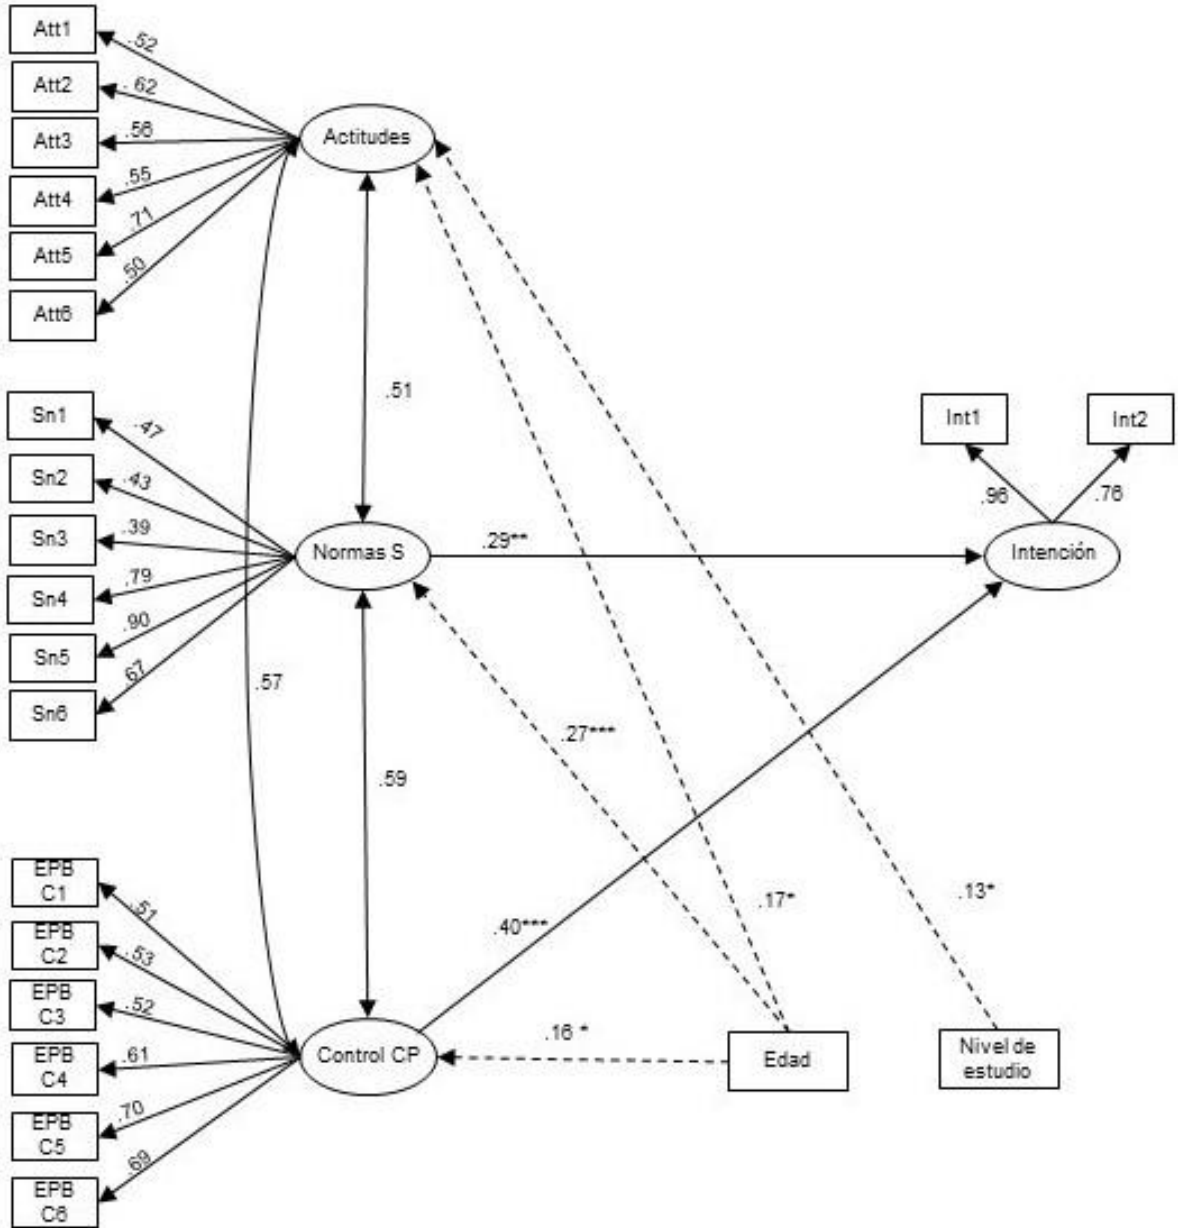 Att1
.52
Att2
.62
Att3
.56
Actitudes
Att4
.55
Att5
.71
Att6
.50
.51
Sn1
.47
Sn2
.43
Sn3
.39
Sn4
.79
Sn5
.90
Sn6
.67
Normas S
.29**
Int1
Int2
.96
.76
Intención
.57
.27***
.59
EPB
C1
.51
EPB
C2
.53
EPB
C3
.52
EPB
C4
.61
EPB
C5
.70
EPB
C6
.69
Control CP
.40***
.17*
.13*
.16 *
Edad
Nivel de
estudio